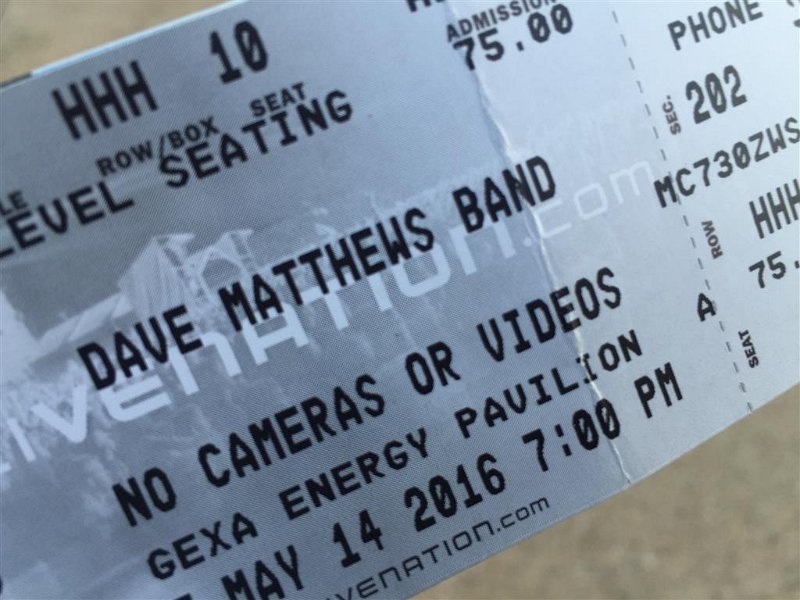 HHH 10
ROW/BOX SEAT
LEVEL SEATING
ADMISSION
75.00
DAVE MATTHEWS BAND
NO CAMERAS OR VIDEOS
GEXA ENERGY PAVILION
MAY 14 2016 7:00 PM
LIVENATION.com
VENATION.com
A
PHONE
SEC. 202
MC730ZWS
ROW HHH
75.
SEAT